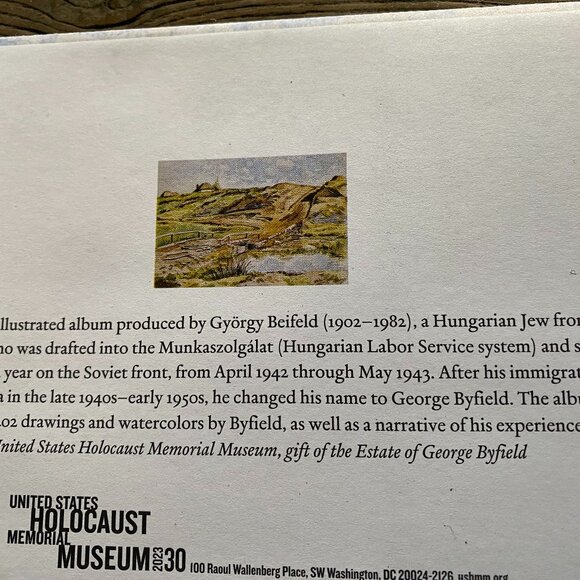 illustrated album produced by György Beifeld (1902–1982), a Hungarian Jew fro
ho was drafted into the Munkaszolgálat (Hungarian Labor Service system) and s
year on the Soviet front, from April 1942 through May 1943. After his immigrat
a in the late 1940s–early 1950s, he changed his name to George Byfield. The albu
402 drawings and watercolors by Byfield, as well as a narrative of his experience
United States Holocaust Memorial Museum, gift of the Estate of George Byfield
UNITED STATES
HOLOCAUST
MEMORIAL
MUSEUM 2023 30 100 Raoul Wallenberg Place, SW Washington, DC 20024-2126 ushmm.org